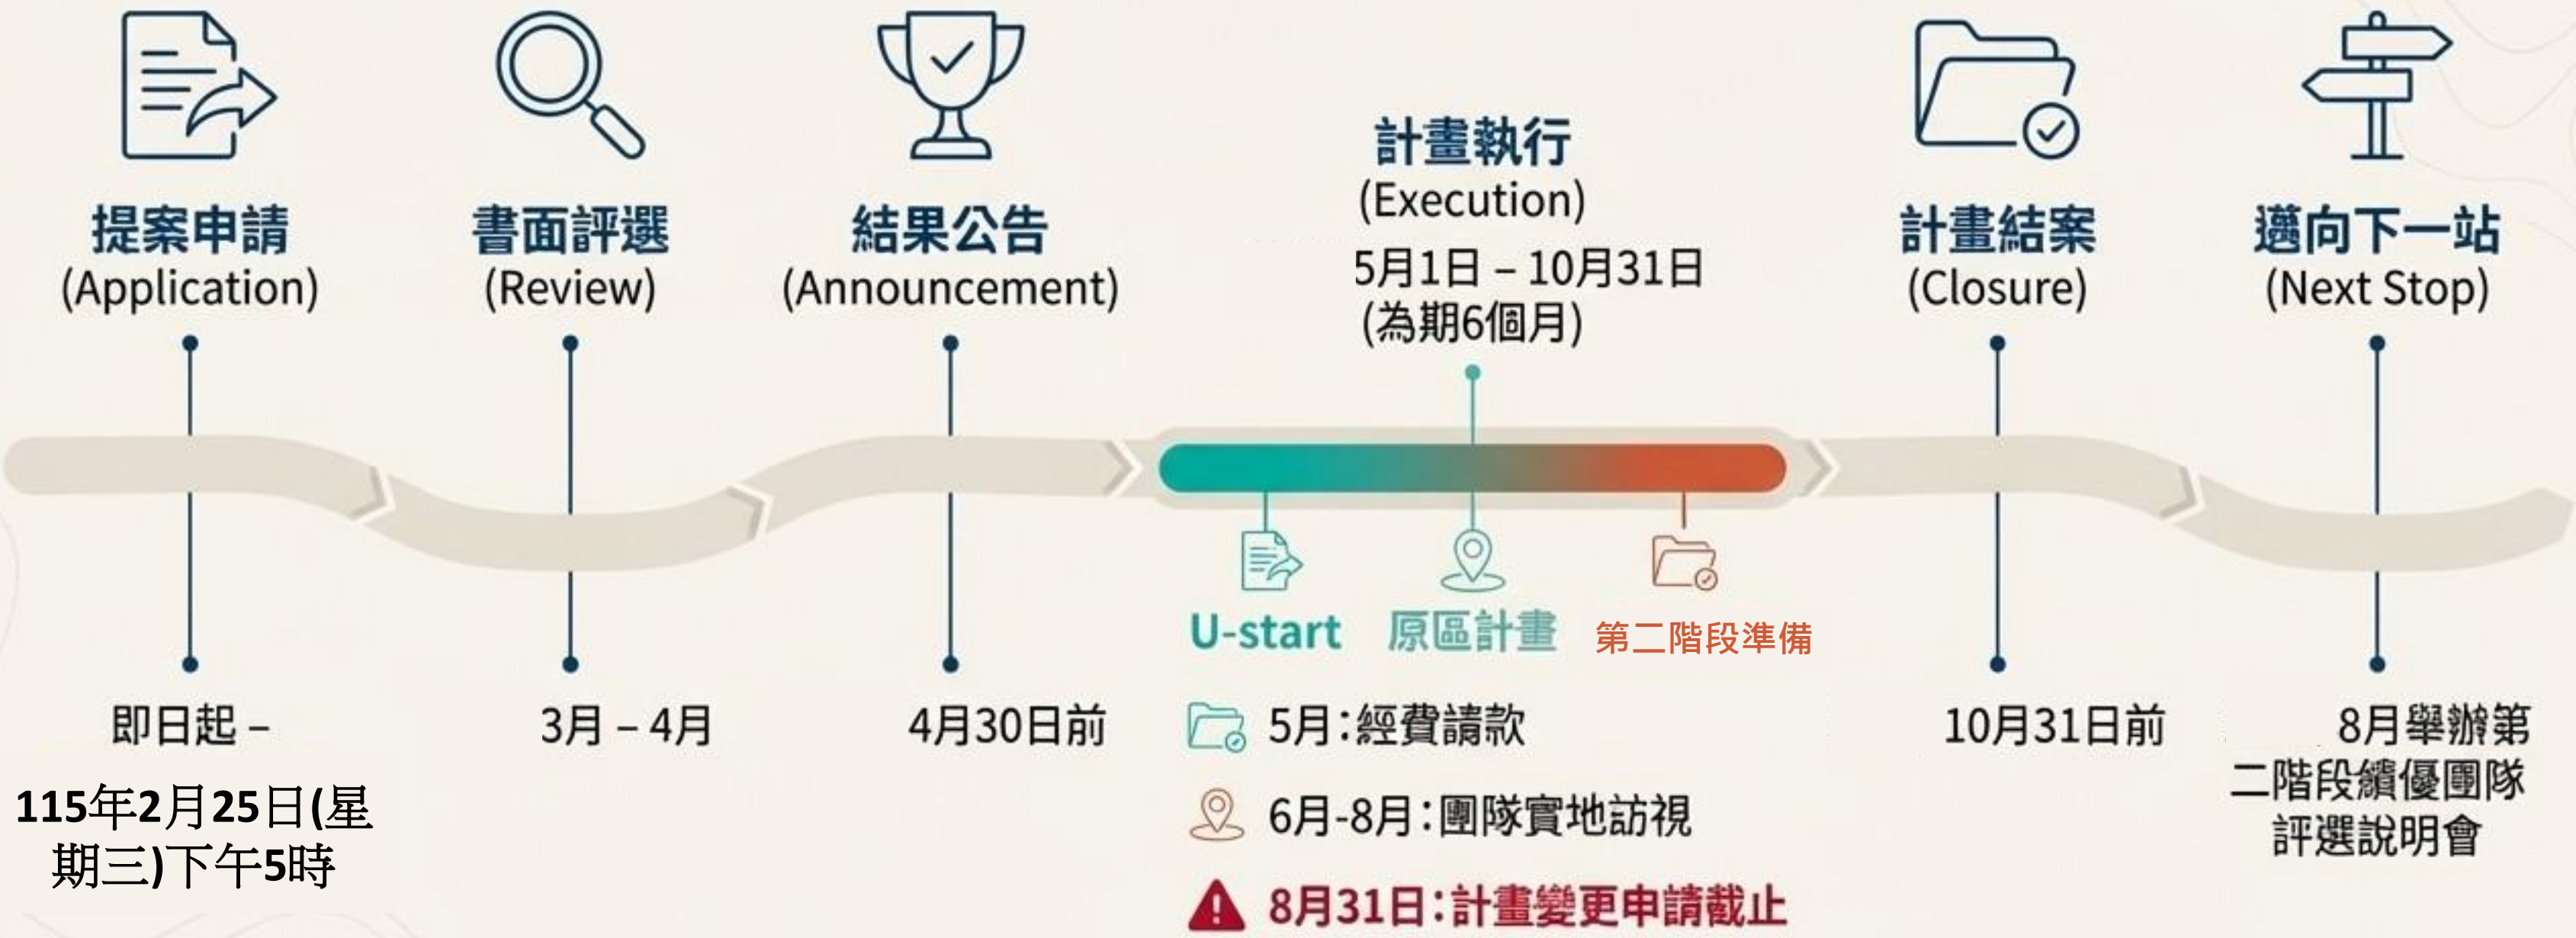 提案申請
(Application)
即日起 –
115年2月25日(星
期三)下午5時
書面評選
(Review)
3月 – 4月
結果公告
(Announcement)
4月30日前
計畫執行
(Execution)
5月1日 – 10月31日
(為期6個月)
U-start
原區計畫
第二階段準備
5月：經費請款
6月-8月：團隊實地訪視
8月31日：計畫變更申請截止
計畫結案
(Closure)
10月31日前
邁向下一站
(Next Stop)
8月舉辦第
二階段績優團隊
評選說明會